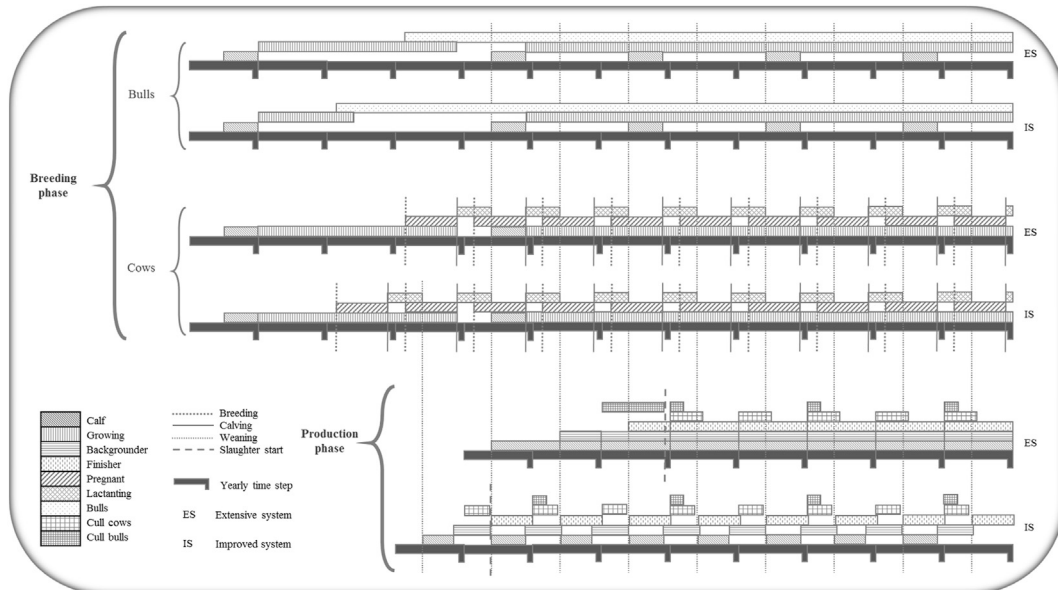 ES
Bulls
IS
Breeding
phase
ES
Cows
IS
Calf
Growing
Backgrounder
Finisher
Pregnant
Lactanting
Bulls
Cull cows
Cull bulls
Breeding
Calving
Weaning
Slaughter start
Yearly time step
ES Extensive system
IS Improved system
Production
phase
ES
IS